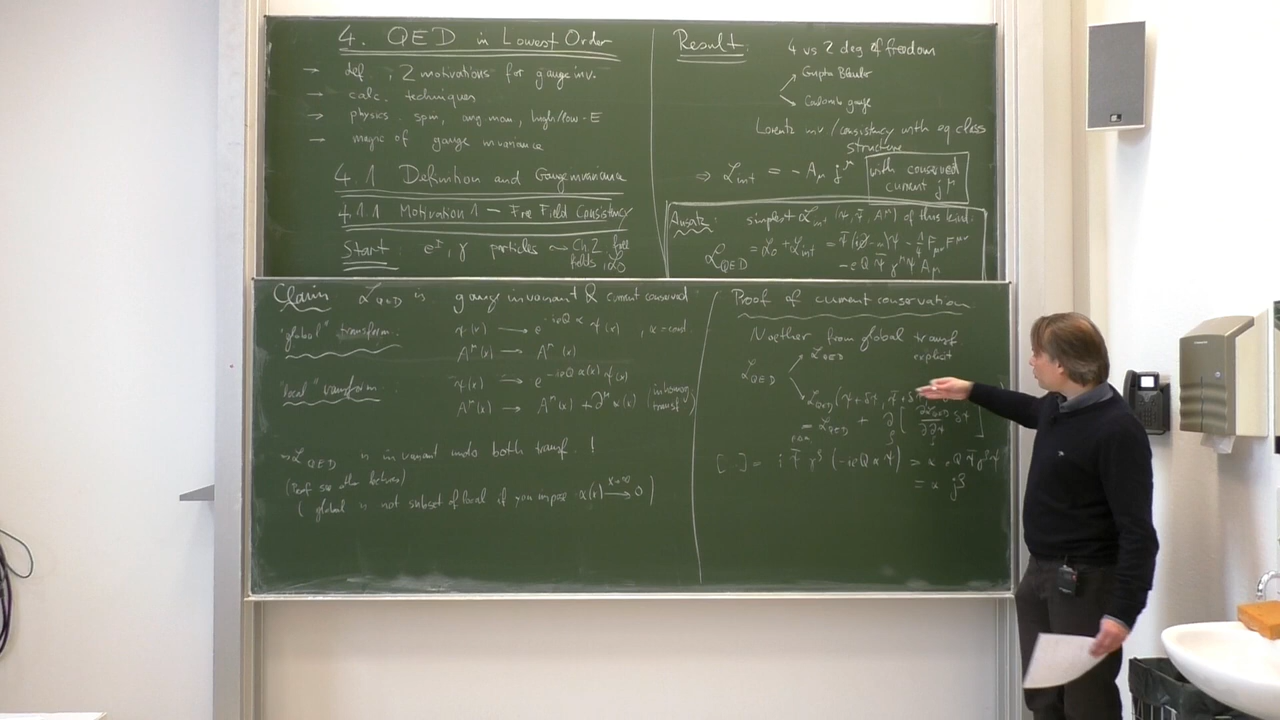 4. QED in Lowest Order
→ def., 2 motivations for gauge inv.
→ calc. techniques
→ physics: spin, ang. mom., high/low-E
→ magic of gauge invariance
4.1 Definition and Gaugeinvariance
4.1.1 Motivation 1 – Free Field Consistency
Start: e^±, γ particles ⇝ Ch. 2 free fields, ℒ₀
Result: 4 vs 2 deg. of freedom
Gupta Bleuler
Coulomb gauge
Lorentz inv / consistency with eq. class structure
⇒ ℒ_int = - A_μ j^μ with conserved current j^μ
Ansatz: simplest ℒ_int (ψ, ψ̄, A^μ) of this kind.
ℒ_QED = ℒ₀ + ℒ_int = ψ̄(i∂̸ - m)ψ - ¼ F_μν F^μν
- e Q ψ̄ γ^μ ψ A_μ
Claim ℒ_QED is gauge invariant & current conserved
"global" transform. ψ(x) → e^{-ieQα} ψ(x), α = const.
A^μ(x) → A^μ(x)
"local" transform. ψ(x) → e^{-ieQα(x)} ψ(x)
A^μ(x) → A^μ(x) + ∂^μ α(x) (inhomog. transf.)
ℒ_QED is invariant under both transf. !
(Proof see other lectures)
( global is not subset of local if you impose α(x) → 0 )
Proof of current conservation
Noether from global transf
explicit
ℒ_QED ℒ_QED
ℒ_QED(ψ+δψ, ψ̄+δ
= ℒ_QED + ∂ [ ∂ℒ_QED / ∂∂ψ δψ ]
[...] = i ψ̄ γ^ρ (-ieQαψ) = α e Q ψ̄ γ^ρ ψ
= α j^ρ